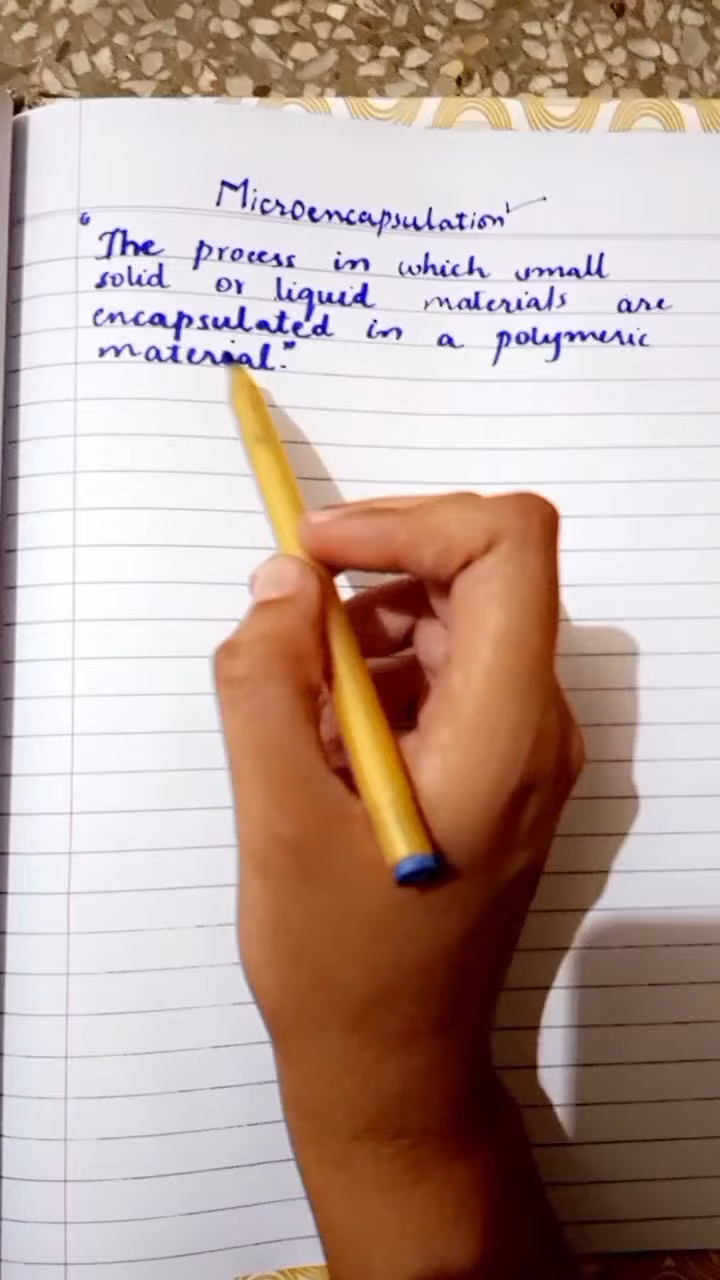 Microencapsulation
"The process in which small
solid or liquid materials are
encapsulated in a polymeric
material."